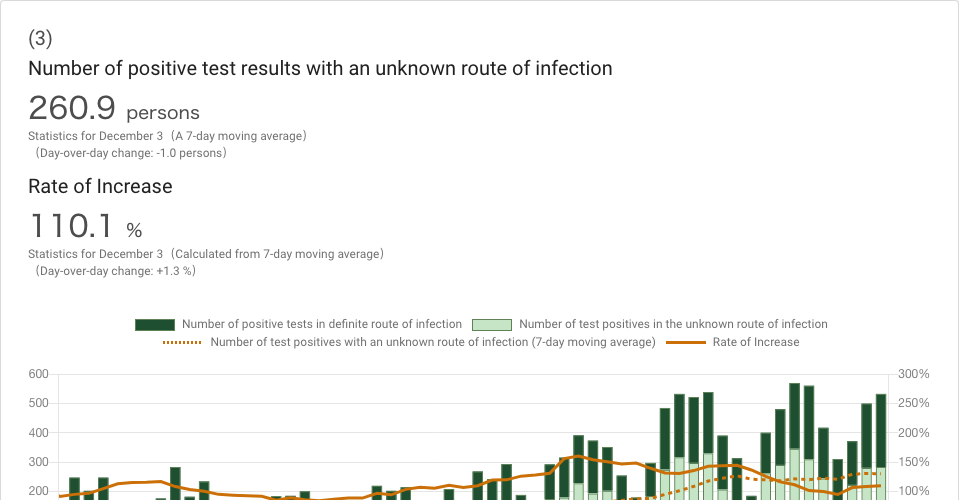 (3)
Number of positive test results with an unknown route of infection
260.9 persons
Statistics for December 3（A 7-day moving average）
（Day-over-day change: -1.0 persons）
Rate of Increase
110.1 %
Statistics for December 3（Calculated from 7-day moving average）
（Day-over-day change: +1.3 %）
Number of positive tests in definite route of infection Number of test positives in the unknown route of infection
Number of test positives with an unknown route of infection (7-day moving average) Rate of Increase
600 300%
500 250%
400 200%
300 150%
200 100%